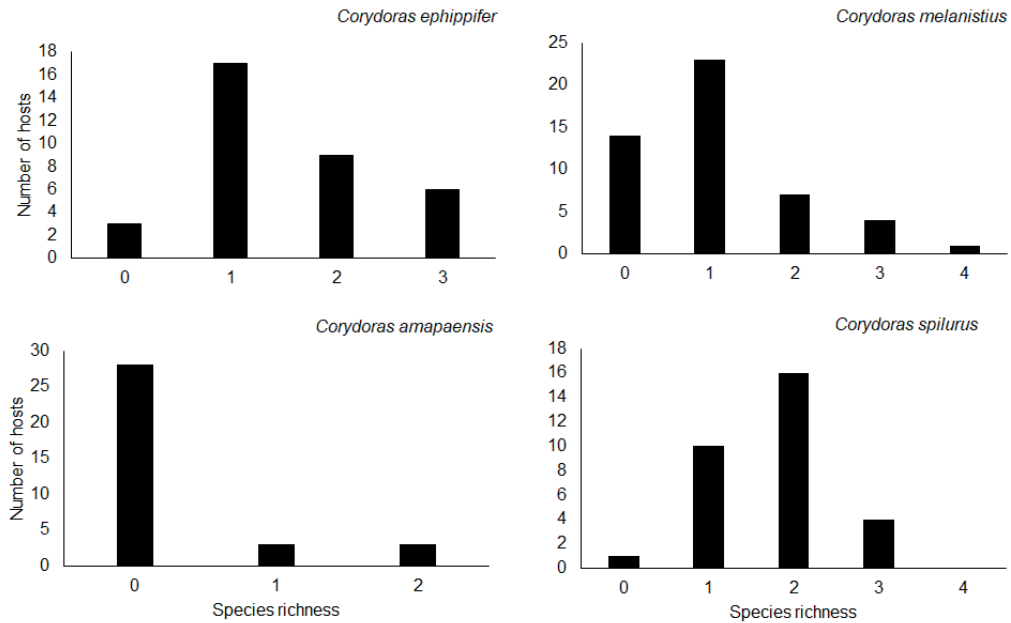 Corydoras ephippifer
Number of hosts
18
16
14
12
10
8
6
4
2
0
0 1 2 3
Corydoras melanistius
25
20
15
10
5
0
0 1 2 3 4
Corydoras amapaensis
Number of hosts
30
25
20
15
10
5
0
0 1 2
Species richness
Corydoras spilurus
18
16
14
12
10
8
6
4
2
0
0 1 2 3 4
Species richness